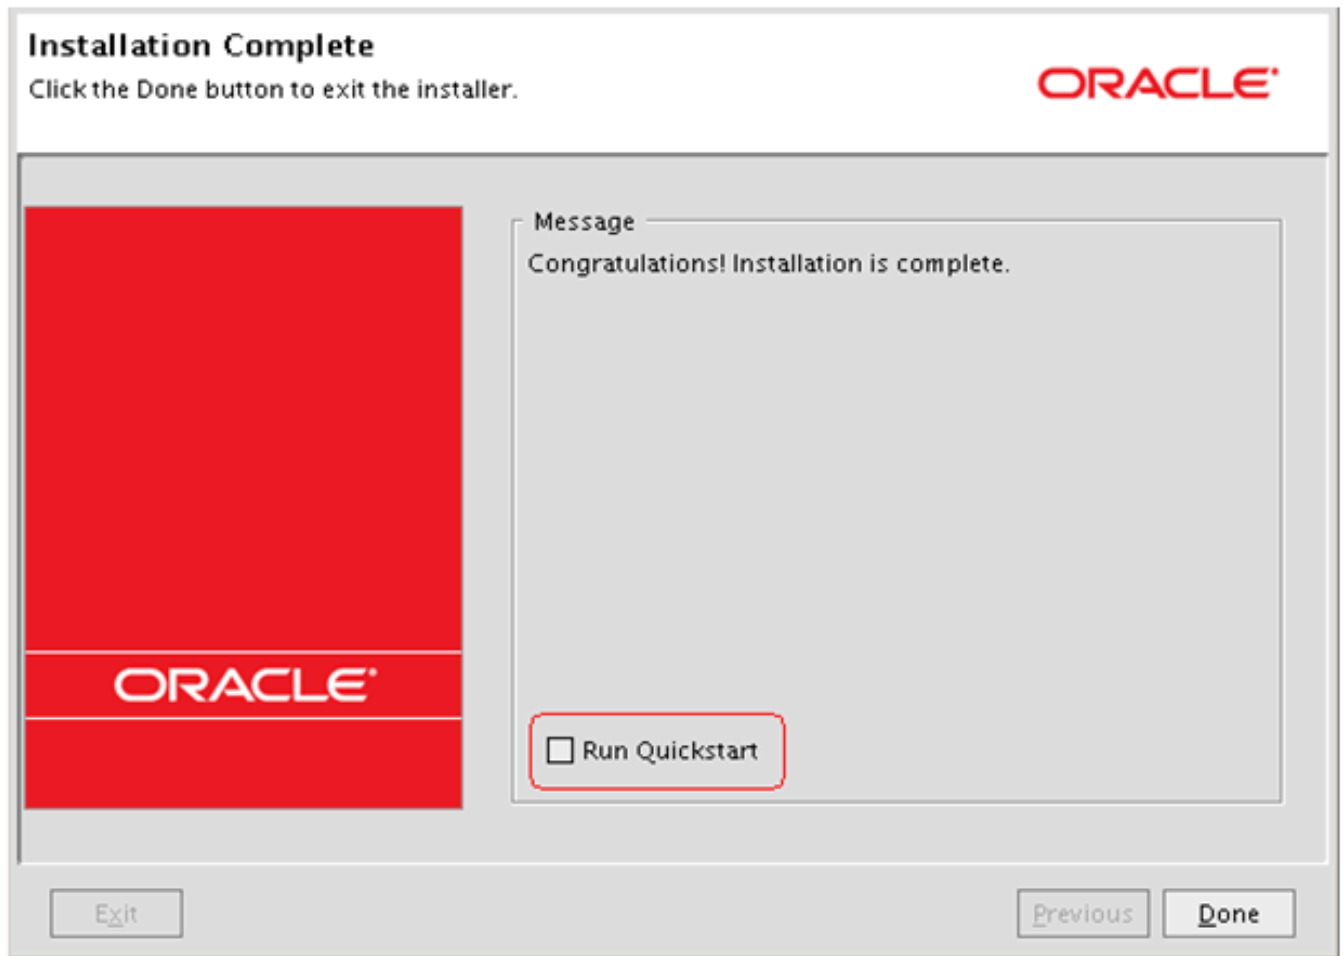 Installation Complete
Click the Done button to exit the installer.
ORACLE
Message
Congratulations! Installation is complete.
ORACLE
Run Quickstart
Exit
Previous
Done